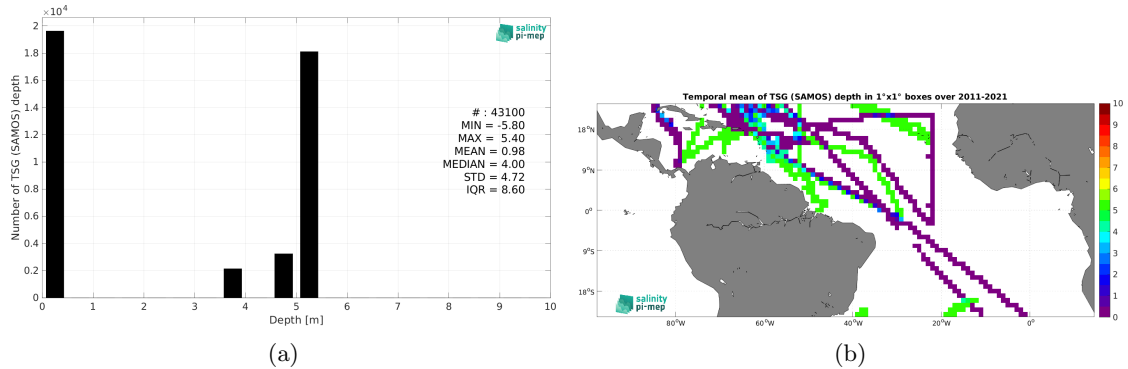 ×10⁴
2
1.8
1.6
1.4
1.2
1
0.8
0.6
0.4
0.2
0
0 1 2 3 4 5 6 7 8 9 10
Depth [m]
Number of TSG (SAMOS) depth
salinity
pi-mep
# : 43100
MIN = -5.80
MAX = 5.40
MEAN = 0.98
MEDIAN = 4.00
STD = 4.72
IQR = 8.60
(a)
Temporal mean of TSG (SAMOS) depth in 1°x1° boxes over 2011-2021
18°N
9°N
0°
9°S
18°S
80°W 60°W 40°W 20°W 0°
10
9
8
7
6
5
4
3
2
1
0
salinity
pi-mep
(b)